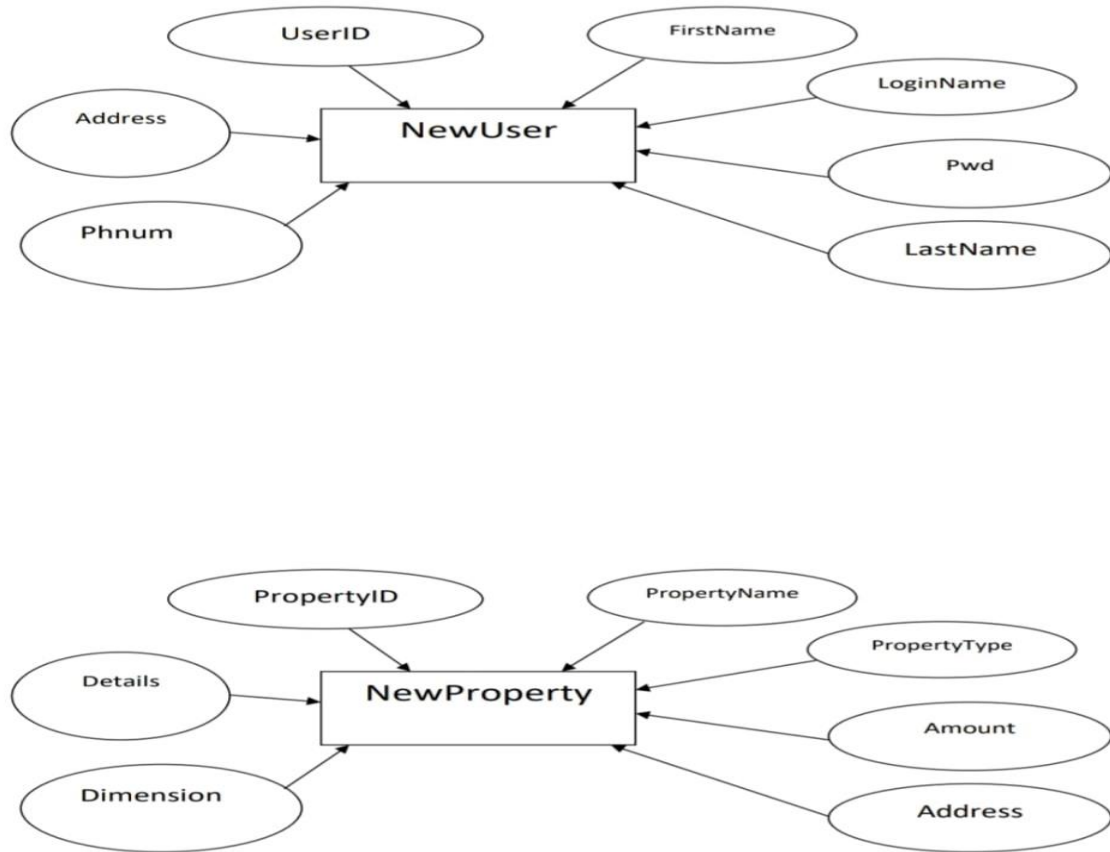 UserID
FirstName
LoginName
Address
NewUser
Pwd
Phnum
LastName
PropertyID
PropertyName
PropertyType
Details
NewProperty
Amount
Dimension
Address